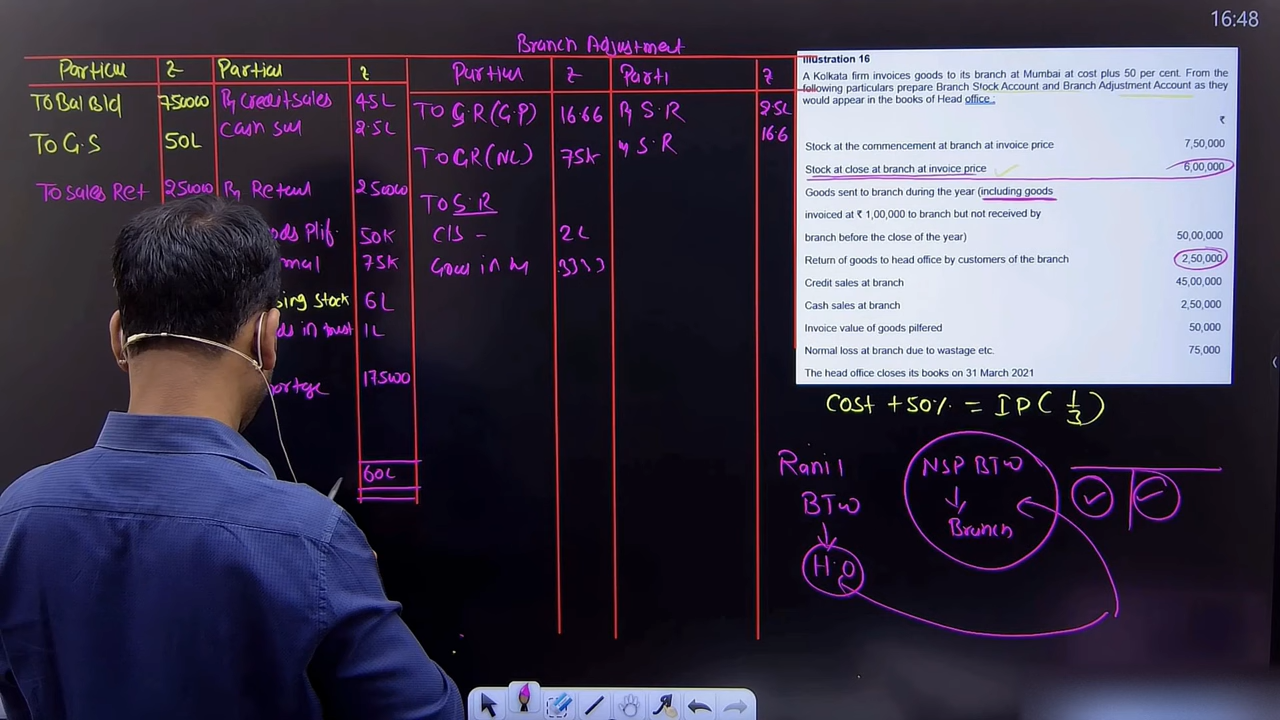 16:48
Branch Adjustment
Particu ₹ Particu ₹ Particu ₹ Parti ₹
To Bal B/d 750000 By Credit sales 45L To G.R (G.P) 16.66 By S.R 2.5L
Cash 2.5L 16.6
To G.S 50L To GR (NL) 75K By S.R
To Sales Ret 250000 By Return 250000 To S.R
50K C/S - 2L
mal 75K Good in
sing Stock 6L
ds in 1L
17500
60L
Illustration 16
A Kolkata firm invoices goods to its branch at Mumbai at cost plus 50 per cent. From the
following particulars prepare Branch Stock Account and Branch Adjustment Account as they
would appear in the books of Head office :
₹
Stock at the commencement at branch at invoice price 7,50,000
Stock at close at branch at invoice price 6,00,000
Goods sent to branch during the year (including goods
invoiced at ₹ 1,00,000 to branch but not received by
branch before the close of the year) 50,00,000
Return of goods to head office by customers of the branch 2,50,000
Credit sales at branch 45,00,000
Cash sales at branch 2,50,000
Invoice value of goods pilfered 50,000
Normal loss at branch due to wastage etc. 75,000
The head office closes its books on 31 March 2021
Cost + 50% = IP (1/3)
NSP BTW
BTW
Branch
H.O